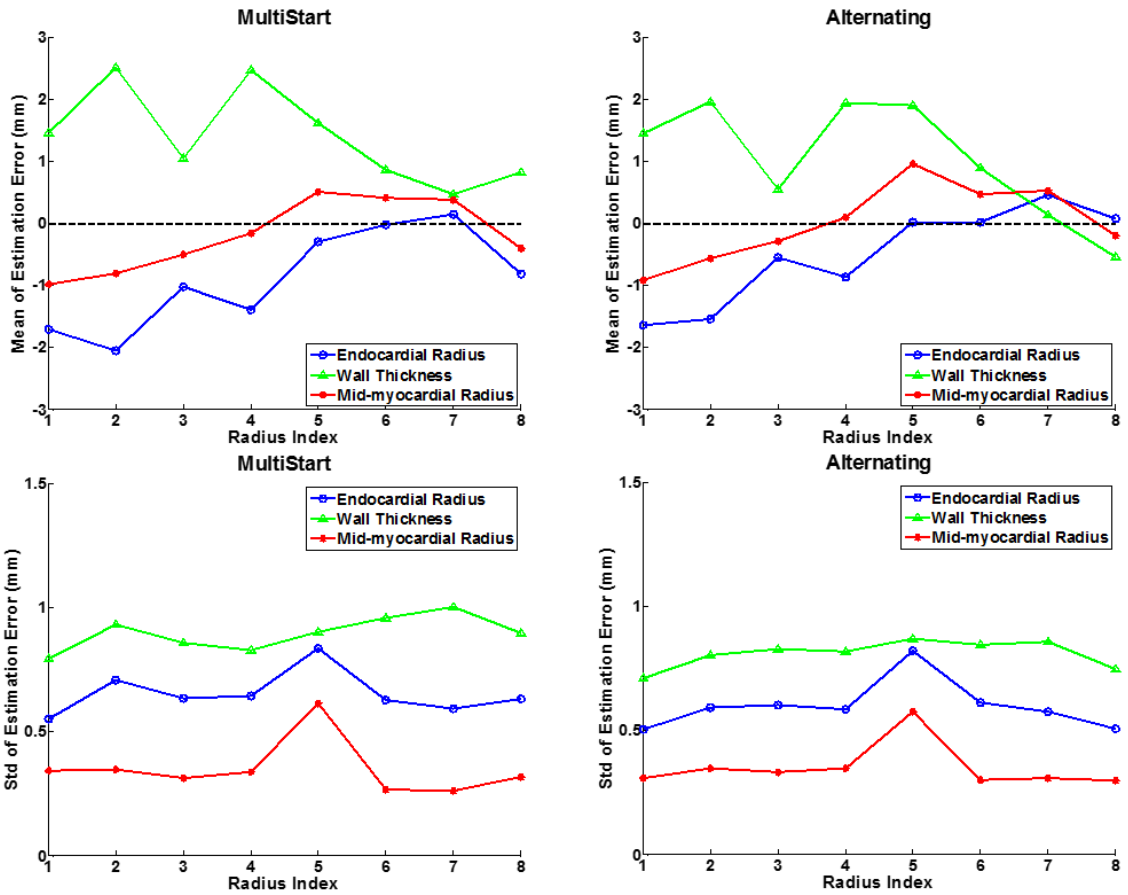 MultiStart
Mean of Estimation Error (mm)
3
2
1
0
-1
-2
-3
Endocardial Radius
Wall Thickness
Mid-myocardial Radius
1 2 3 4 5 6 7 8
Radius Index
Alternating
Mean of Estimation Error (mm)
3
2
1
0
-1
-2
-3
Endocardial Radius
Wall Thickness
Mid-myocardial Radius
1 2 3 4 5 6 7 8
Radius Index
MultiStart
Std of Estimation Error (mm)
1.5
1
0.5
0
Endocardial Radius
Wall Thickness
Mid-myocardial Radius
1 2 3 4 5 6 7 8
Radius Index
Alternating
Std of Estimation Error (mm)
1.5
1
0.5
0
Endocardial Radius
Wall Thickness
Mid-myocardial Radius
1 2 3 4 5 6 7 8
Radius Index